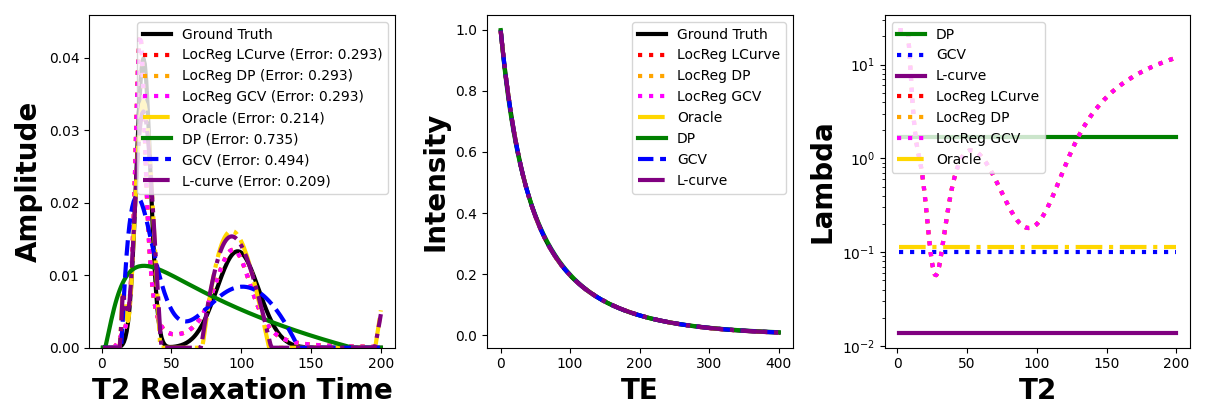 Amplitude
0.04
0.03
0.02
0.01
0.00
Ground Truth
LocReg LCurve (Error: 0.293)
LocReg DP (Error: 0.293)
LocReg GCV (Error: 0.293)
Oracle (Error: 0.214)
DP (Error: 0.735)
GCV (Error: 0.494)
L-curve (Error: 0.209)
0 50 100 150 200
T2 Relaxation Time
Intensity
1.0
0.8
0.6
0.4
0.2
0.0
Ground Truth
LocReg LCurve
LocReg DP
LocReg GCV
Oracle
DP
GCV
L-curve
0 100 200 300 400
TE
Lambda
10¹
10⁰
10⁻¹
10⁻²
DP
GCV
L-curve
LocReg LCurve
LocReg DP
LocReg GCV
Oracle
0 50 100 150 200
T2